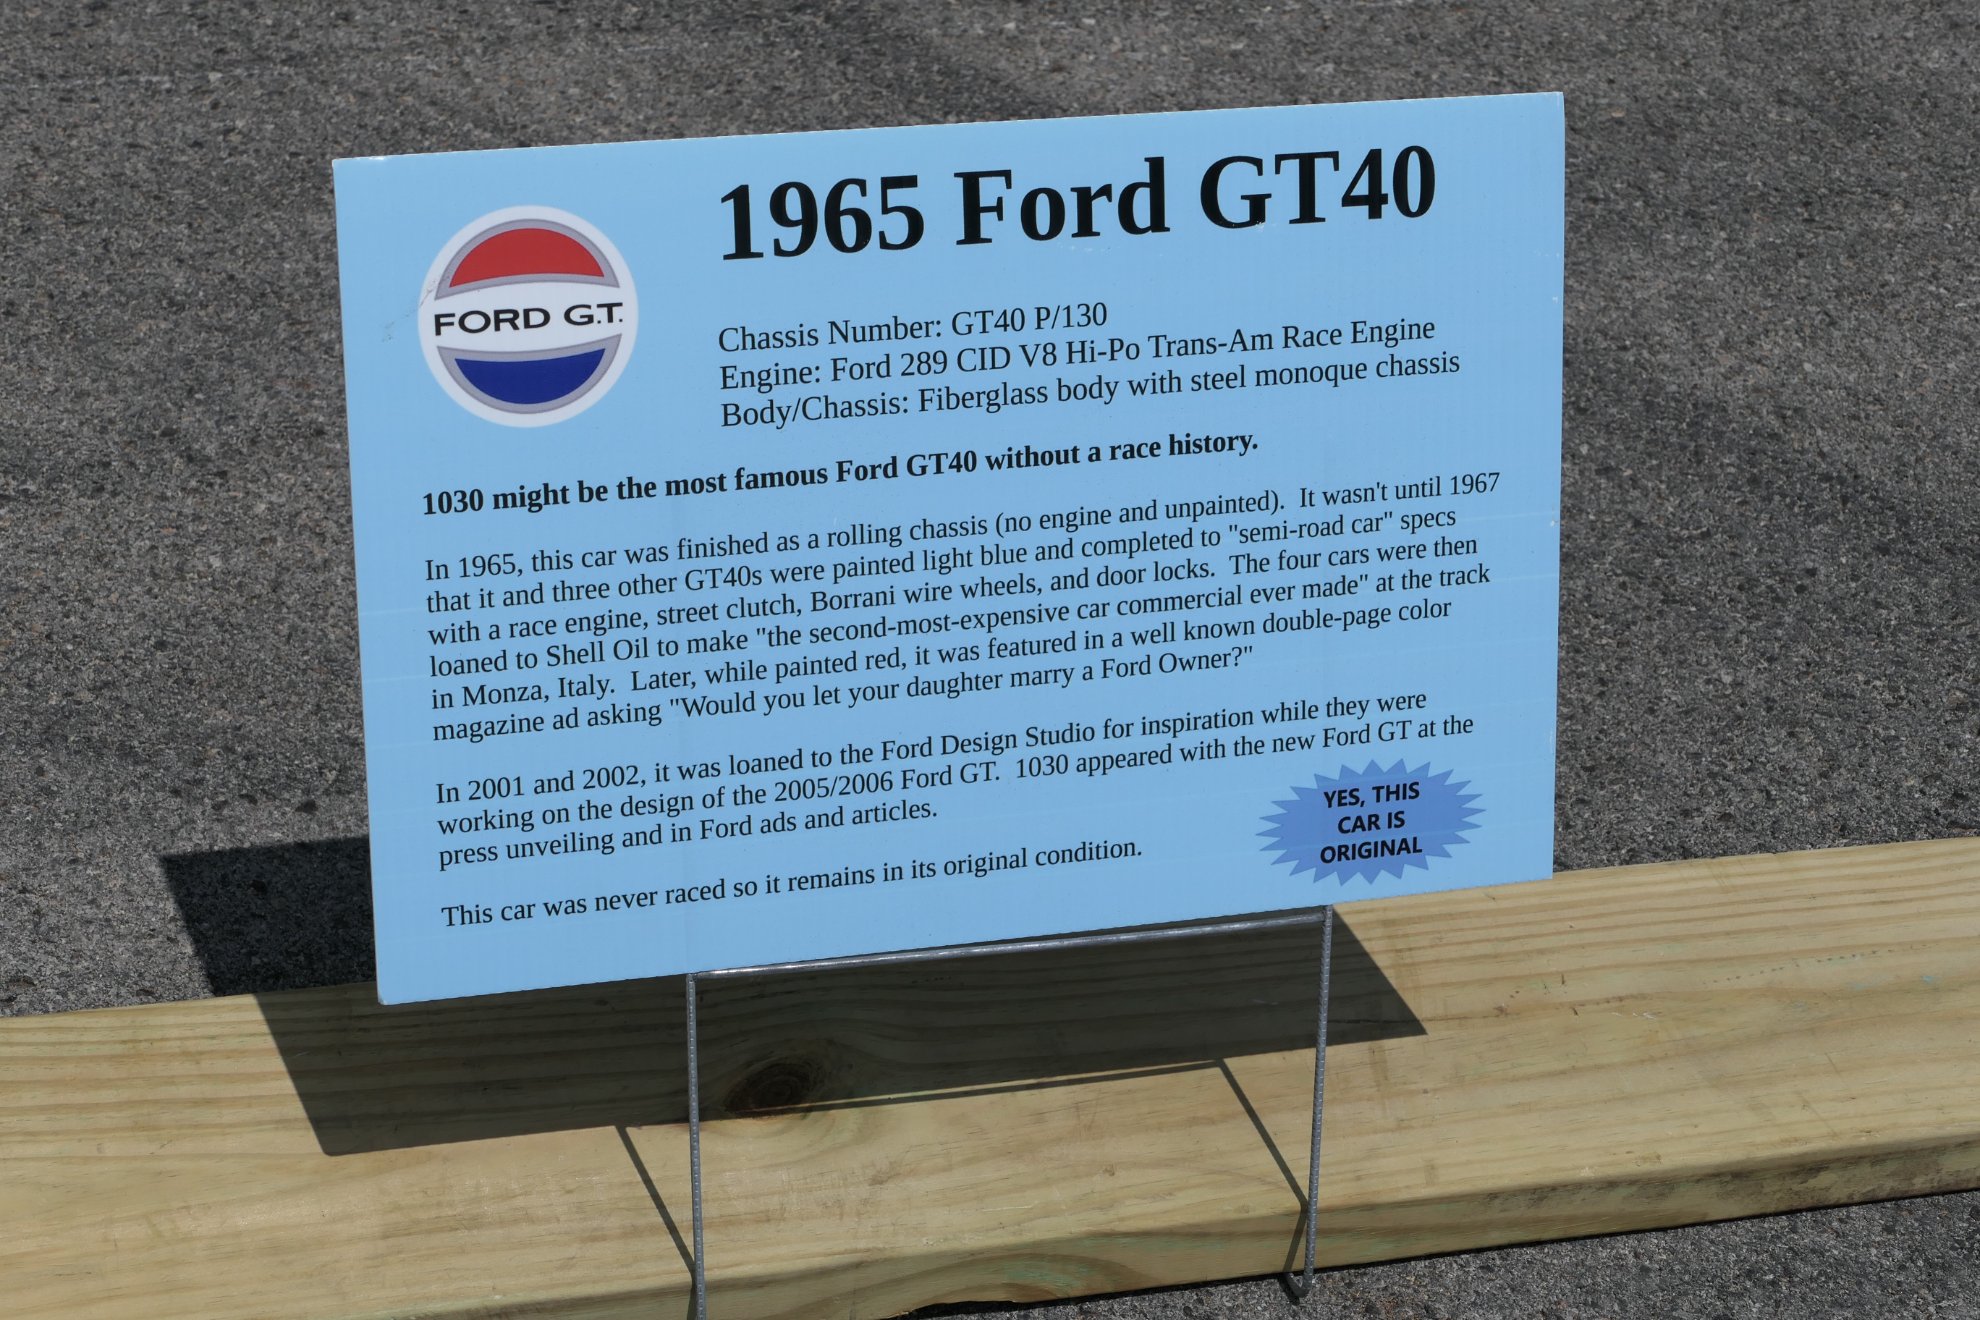 1965 Ford GT40
FORD G.T.
Chassis Number: GT40 P/130
Engine: Ford 289 CID V8 Hi-Po Trans-Am Race Engine
Body/Chassis: Fiberglass body with steel monoque chassis
1030 might be the most famous Ford GT40 without a race history.
In 1965, this car was finished as a rolling chassis (no engine and unpainted). It wasn't until 1967
that it and three other GT40s were painted light blue and completed to "semi-road car" specs
with a race engine, street clutch, Borrani wire wheels, and door locks. The four cars were then
loaned to Shell Oil to make "the second-most-expensive car commercial ever made" at the track
in Monza, Italy. Later, while painted red, it was featured in a well known double-page color
magazine ad asking "Would you let your daughter marry a Ford Owner?"
In 2001 and 2002, it was loaned to the Ford Design Studio for inspiration while they were
working on the design of the 2005/2006 Ford GT. 1030 appeared with the new Ford GT at the
press unveiling and in Ford ads and articles.
This car was never raced so it remains in its original condition.
YES, THIS
CAR IS
ORIGINAL